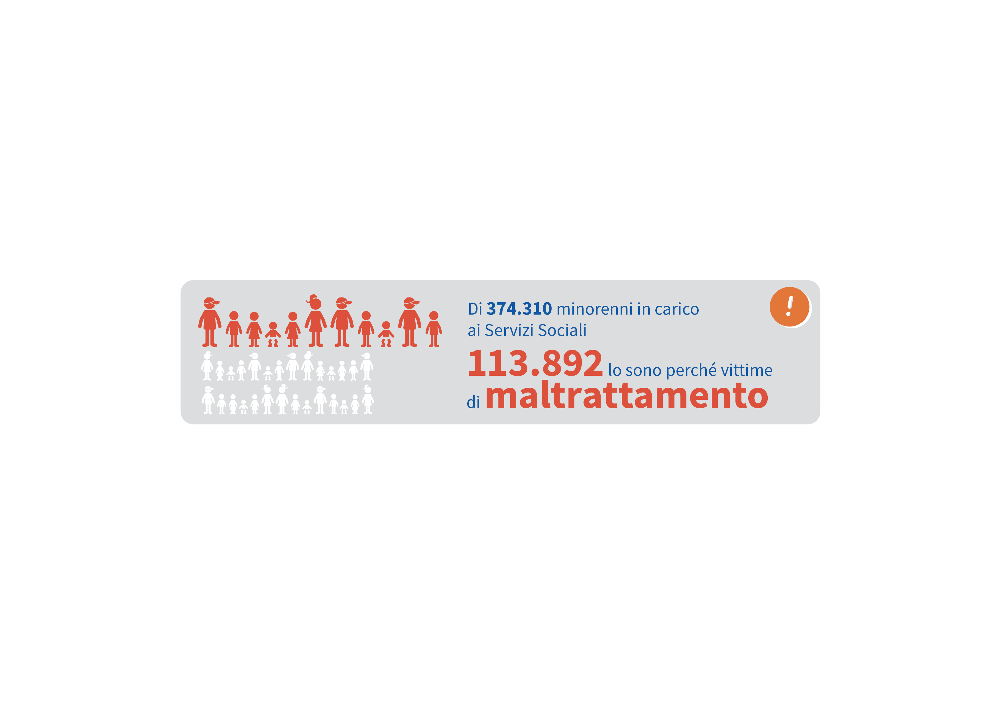 Di 374.310 minorenni in carico
ai Servizi Sociali
113.892 lo sono perché vittime
di maltrattamento
!